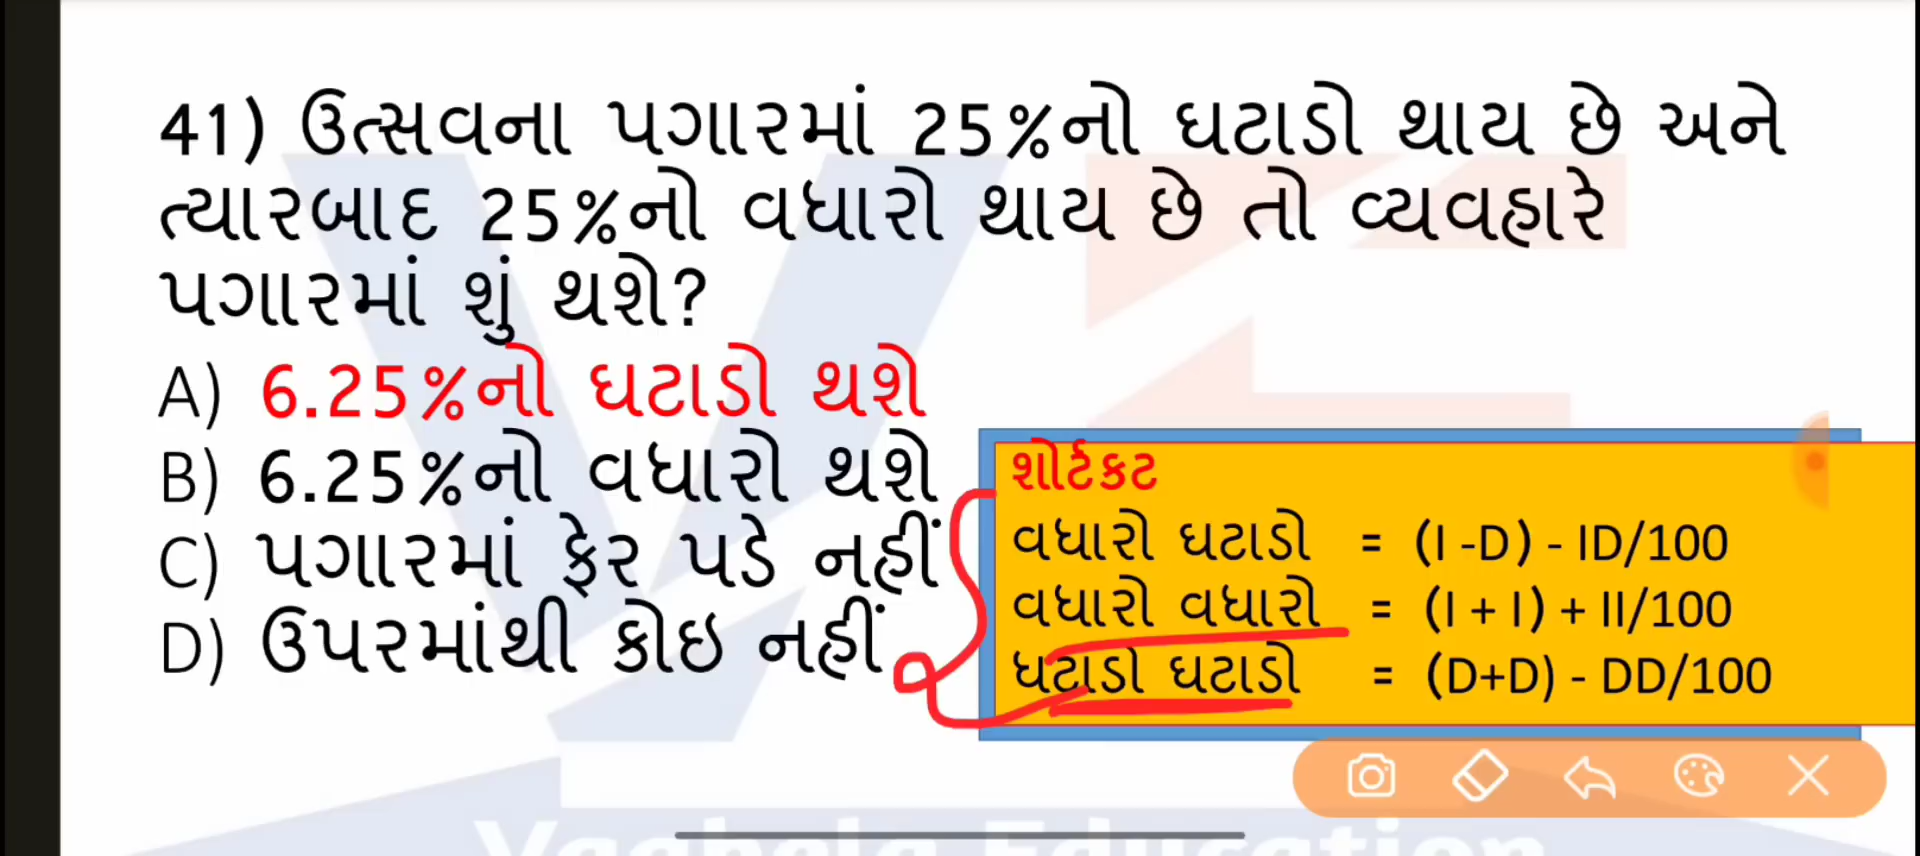 41) ઉત્સવના પગારમાં 25%નો ઘટાડો થાય છે અને
ત્યારબાદ 25%નો વધારો થાય છે તો વ્યવહારે
પગારમાં શું થશે?
A) 6.25%નો ઘટાડો થશે
B) 6.25%નો વધારો થશે
C) પગારમાં ફેર પડે નહીં
D) ઉપરમાંથી કોઇ નહીં
શોર્ટકટ
વધારો ઘટાડો = (I -D) - ID/100
વધારો વધારો = (I + I) + II/100
ઘટાડો ઘટાડો = (D+D) - DD/100
Vaghela Education